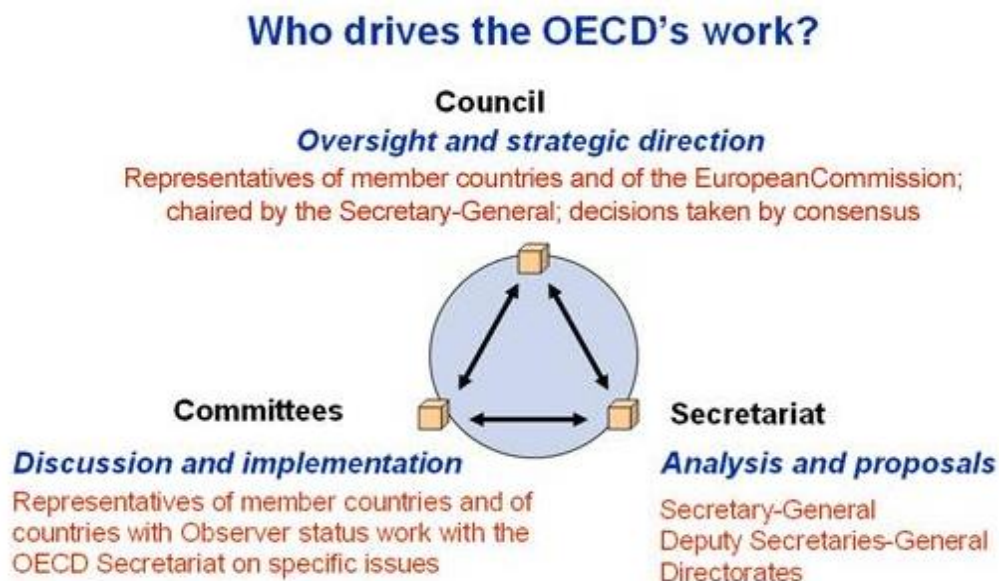 Who drives the OECD's work?
Council
Oversight and strategic direction
Representatives of member countries and of the EuropeanCommission;
chaired by the Secretary-General; decisions taken by consensus
Committees
Discussion and implementation
Representatives of member countries and of
countries with Observer status work with the
OECD Secretariat on specific issues
Secretariat
Analysis and proposals
Secretary-General
Deputy Secretaries-General
Directorates